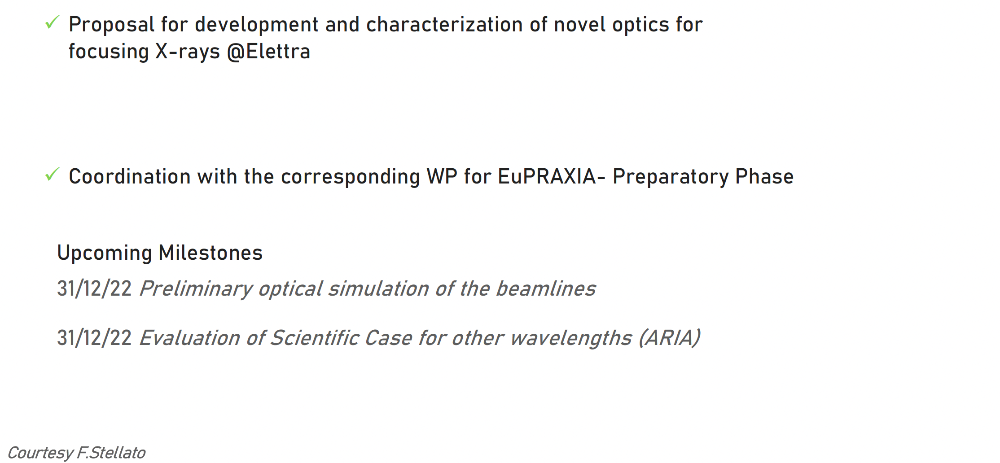 ✓ Proposal for development and characterization of novel optics for
focusing X-rays @Elettra
✓ Coordination with the corresponding WP for EuPRAXIA- Preparatory Phase
Upcoming Milestones
31/12/22 Preliminary optical simulation of the beamlines
31/12/22 Evaluation of Scientific Case for other wavelengths (ARIA)
Courtesy F.Stellato